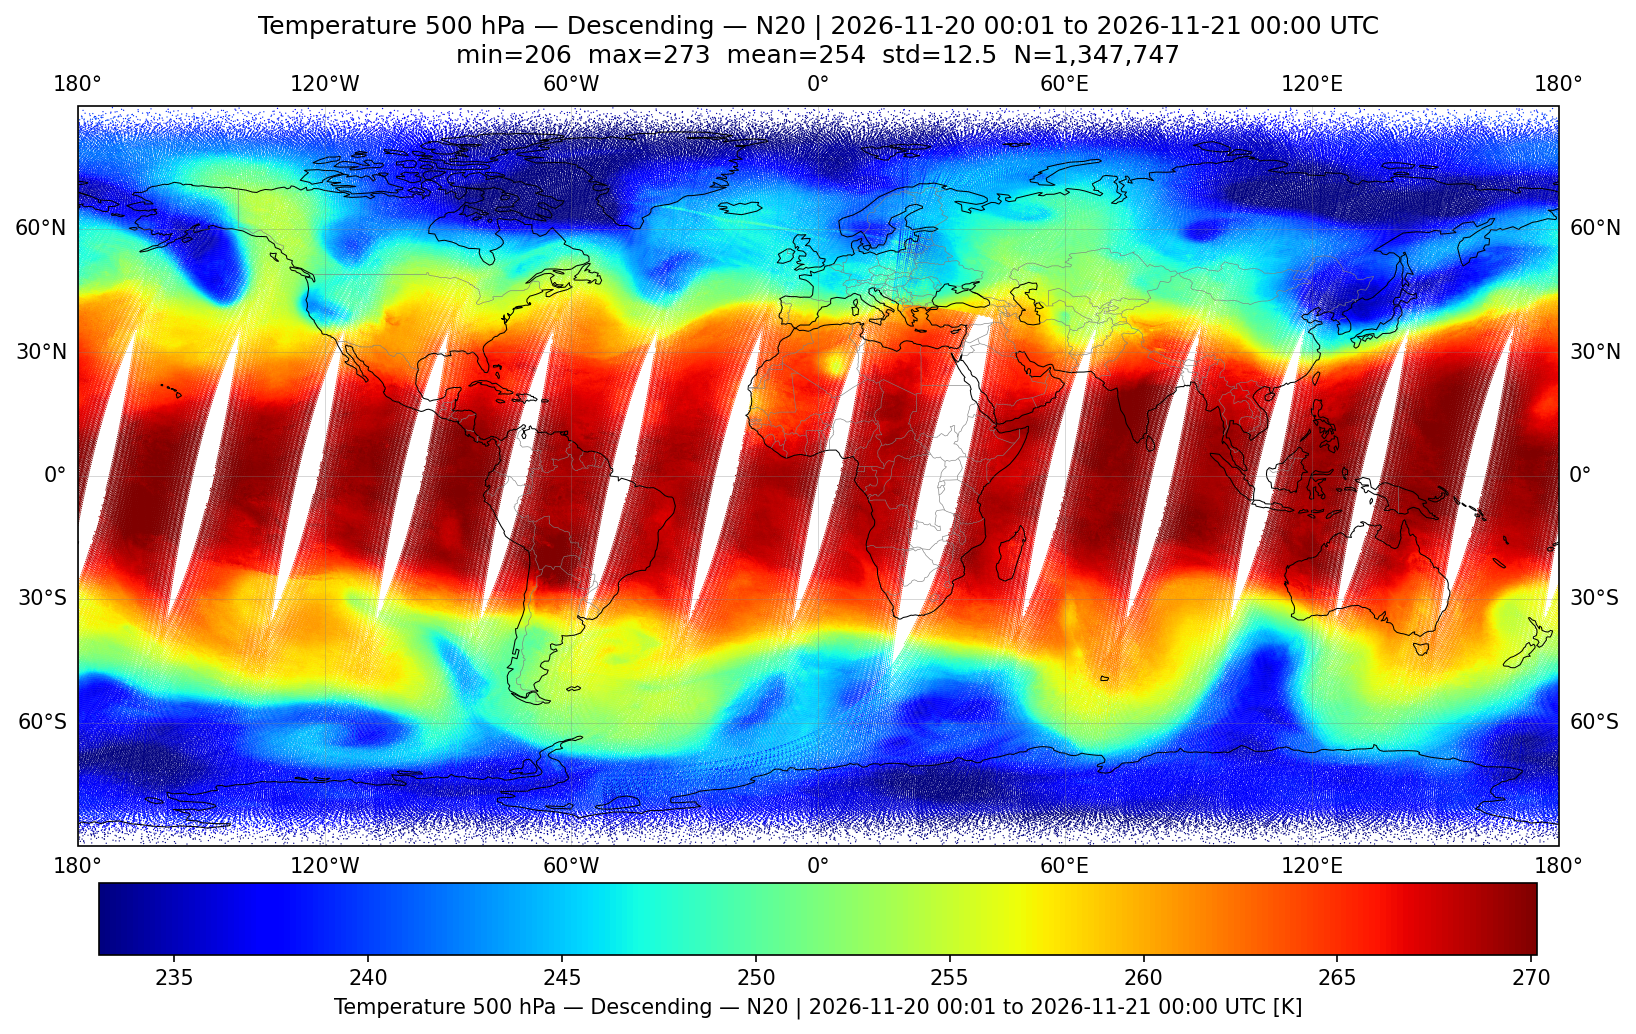 Temperature 500 hPa — Descending — N20 | 2026-11-20 00:01 to 2026-11-21 00:00 UTC
min=206  max=273  mean=254  std=12.5  N=1,347,747
180° 120°W 60°W 0° 60°E 120°E 180°
60°N 60°N
30°N 30°N
0° 0°
30°S 30°S
60°S 60°S
180° 120°W 60°W 0° 60°E 120°E 180°
235 240 245 250 255 260 265 270
Temperature 500 hPa — Descending — N20 | 2026-11-20 00:01 to 2026-11-21 00:00 UTC [K]